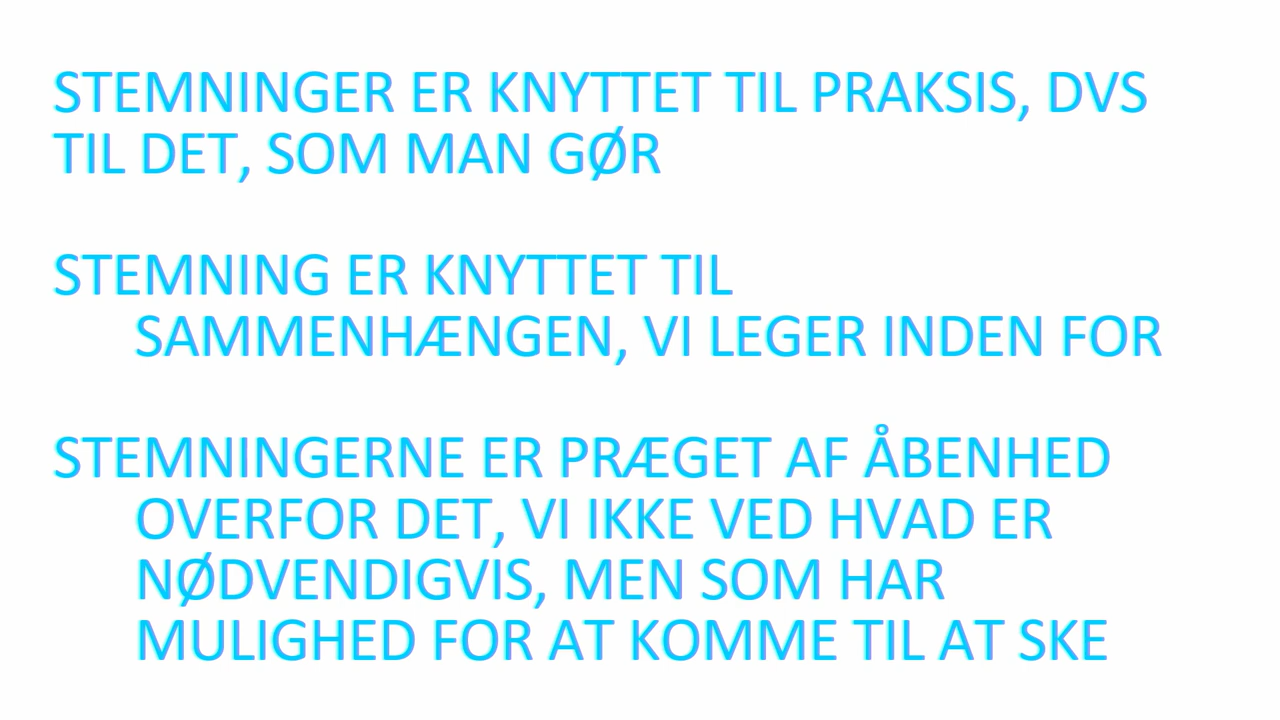 STEMNINGER ER KNYTTET TIL PRAKSIS, DVS
TIL DET, SOM MAN GØR
STEMNING ER KNYTTET TIL
SAMMENHÆNGEN, VI LEGER INDEN FOR
STEMNINGERNE ER PRÆGET AF ÅBENHED
OVERFOR DET, VI IKKE VED HVAD ER
NØDVENDIGVIS, MEN SOM HAR
MULIGHED FOR AT KOMME TIL AT SKE